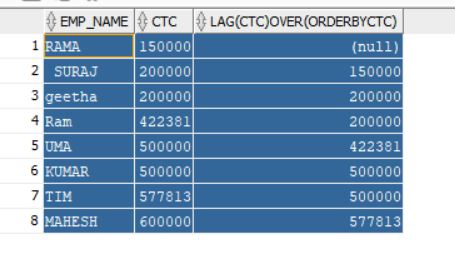 EMP_NAME CTC LAG(CTC)OVER(ORDERBYCTC)
1 RAMA 150000 (null)
2 SURAJ 200000 150000
3 geetha 200000 200000
4 Ram 422381 200000
5 UMA 500000 422381
6 KUMAR 500000 500000
7 TIM 577813 500000
8 MAHESH 600000 577813